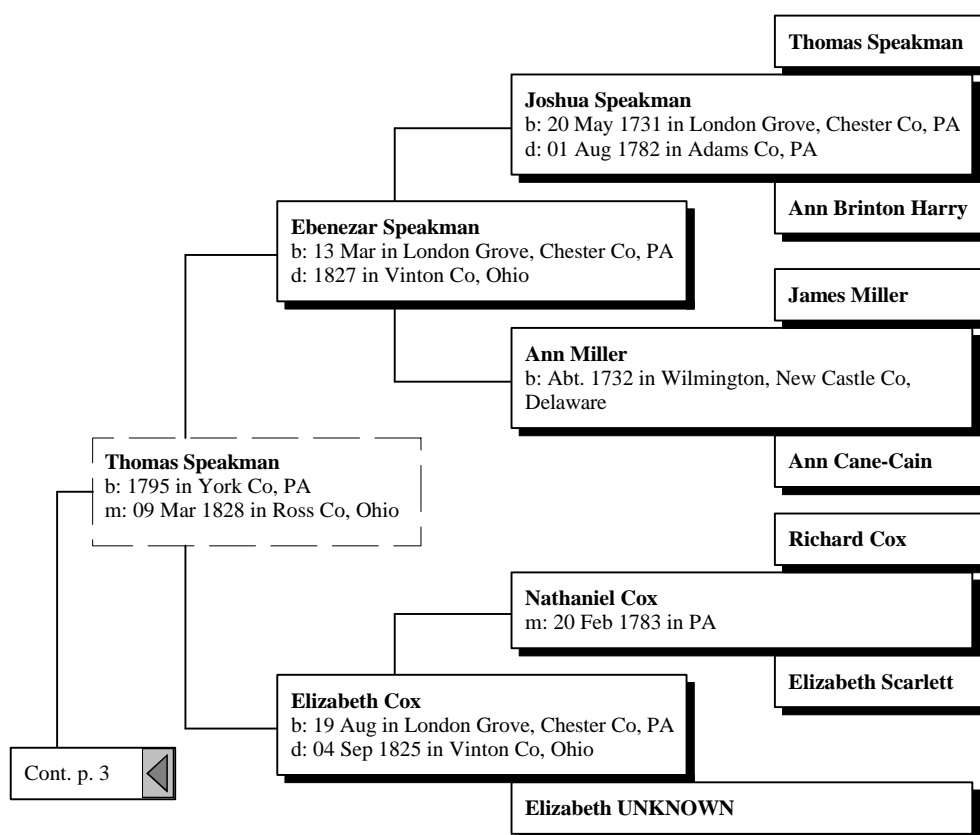 Thomas Speakman
Joshua Speakman
b: 20 May 1731 in London Grove, Chester Co, PA
d: 01 Aug 1782 in Adams Co, PA
Ann Brinton Harry
Ebenezar Speakman
b: 13 Mar in London Grove, Chester Co, PA
d: 1827 in Vinton Co, Ohio
James Miller
Ann Miller
b: Abt. 1732 in Wilmington, New Castle Co,
Delaware
Ann Cane-Cain
Thomas Speakman
b: 1795 in York Co, PA
m: 09 Mar 1828 in Ross Co, Ohio
Richard Cox
Nathaniel Cox
m: 20 Feb 1783 in PA
Elizabeth Scarlett
Elizabeth Cox
b: 19 Aug in London Grove, Chester Co, PA
d: 04 Sep 1825 in Vinton Co, Ohio
Elizabeth UNKNOWN
Cont. p. 3